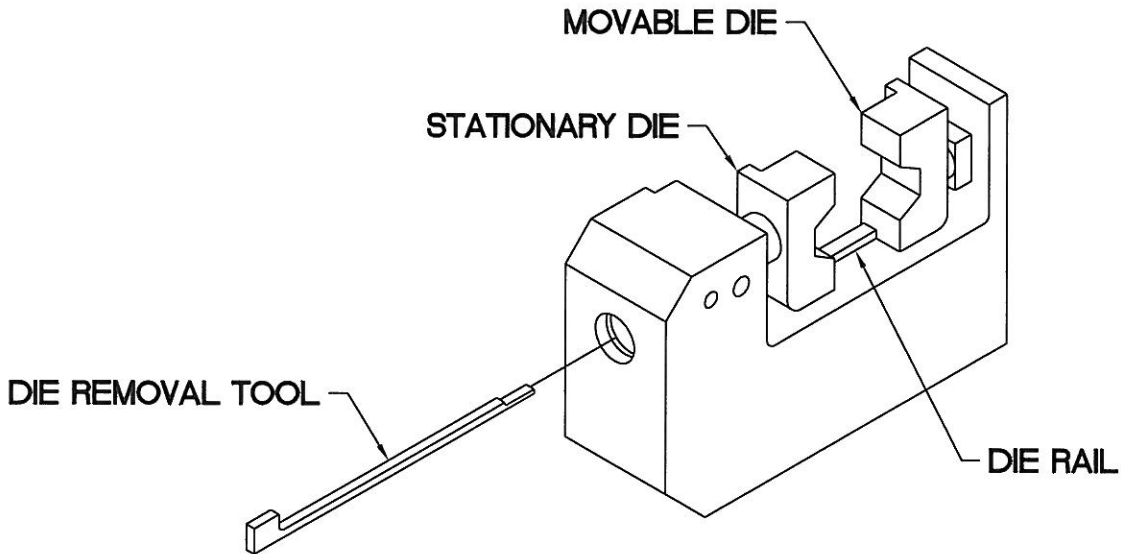 MOVABLE DIE
STATIONARY DIE
DIE REMOVAL TOOL
DIE RAIL